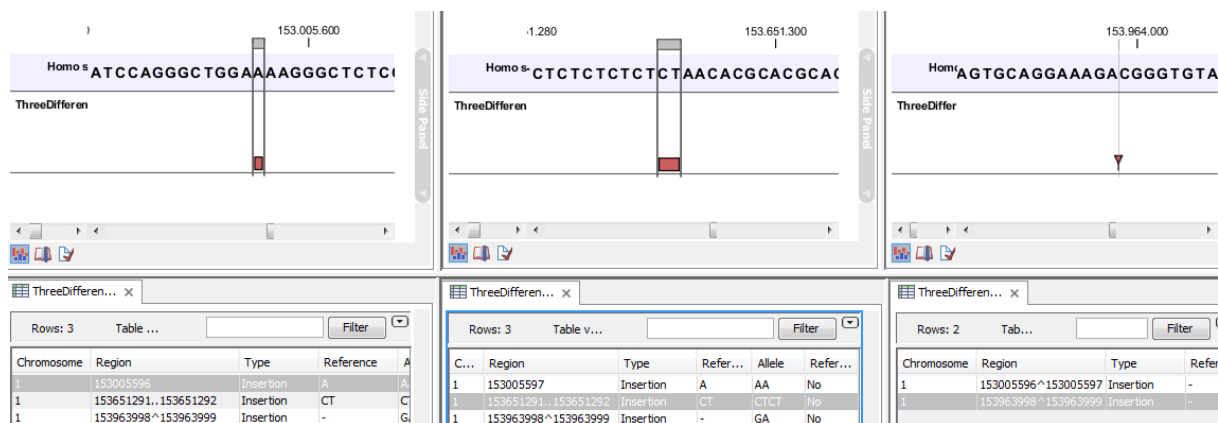 )
153.005.600
Homo s
ATCCAGGGCTGGAAAAGGGCTCTC(
ThreeDifferen
Side Panel
ThreeDifferen...
Rows: 3 Table ... Filter
Chromosome Region Type Reference A
1 153005596 Insertion A A
1 153651291..153651292 Insertion CT C
1 153963998^153963999 Insertion - G
:1.280 153.651.300
Homo s-
CTCTCTCTCTCTAACACGCACGCAC
ThreeDifferen
Side Panel
ThreeDifferen...
Rows: 3 Table v... Filter
C... Region Type Refer... Allele Refer...
1 153005597 Insertion A AA No
1 153651291..153651292 Insertion CT CTCT No
1 153963998^153963999 Insertion - GA No
153.964.000
Hom
AGTGCAGGAAAGACGGGTGTA
ThreeDiffer
ThreeDifferen...
Rows: 2 Tab... Filter
Chromosome Region Type Refer
1 153005596^153005597 Insertion -
1 153963998^153963999 Insertion -